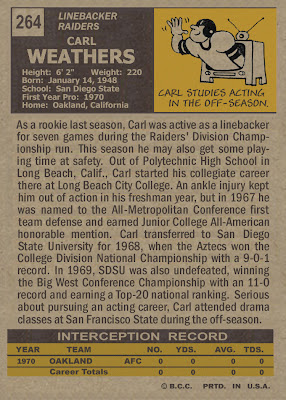 264
LINEBACKER
RAIDERS
CARL
WEATHERS
Height: 6' 2" Weight: 220
Born: January 14, 1948
School: San Diego State
First Year Pro: 1970
Home: Oakland, California
CARL STUDIES ACTING
IN THE OFF-SEASON.
As a rookie last season, Carl was active as a linebacker
for seven games during the Raiders' Division Cham-
pionship run. This season he may also get some play-
ing time at safety. Out of Polytechnic High School in
Long Beach, Calif., Carl started his collegiate career
there at Long Beach City College. An ankle injury kept
him out of action in his freshman year, but in 1967 he
was named to the All-Metropolitan Conference first
team defense and earned Junior College All-American
honorable mention. Carl transferred to San Diego
State University for 1968, when the Aztecs won the
College Division National Championship with a 9-0-1
record. In 1969, SDSU was also undefeated, winning
the Big West Conference Championship with an 11-0
record and earning a Top-20 national ranking. Serious
about pursuing an acting career, Carl attended drama
classes at San Francisco State during the off-season.
INTERCEPTION RECORD
YEAR TEAM NO. YDS. AVG. TDS.
1970 OAKLAND AFC 0 0 0 0
Career Totals 0 0 0 0
© B.C.C. PRTD. IN U.S.A.